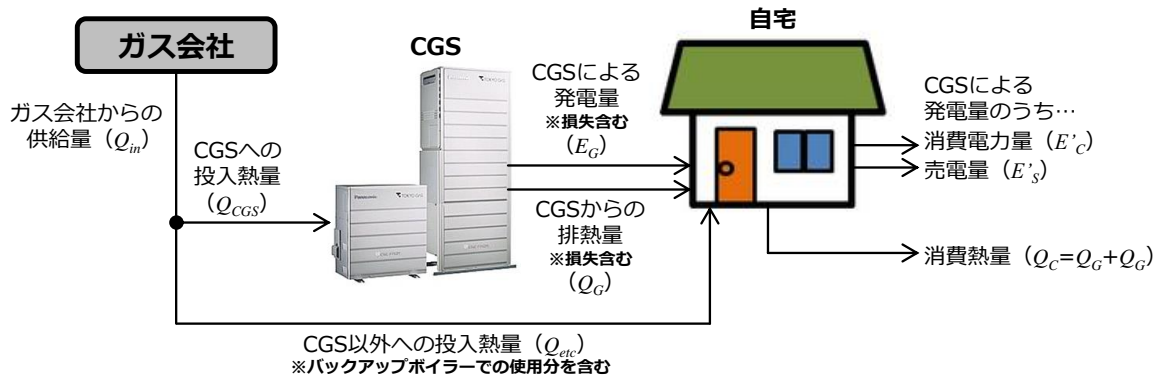 自宅
ガス会社
CGS
ガス会社からの
供給量（Qin）
CGSへの
投入熱量
（QCGS）
CGSによる
発電量
※損失含む
（EG）
CGSからの
排熱量
※損失含む
（QG）
CGSによる
発電量のうち…
消費電力量（E'C）
売電量（E'S）
消費熱量（QC=QG+QG）
CGS以外への投入熱量（Qetc）
※バックアップボイラーでの使用分を含む